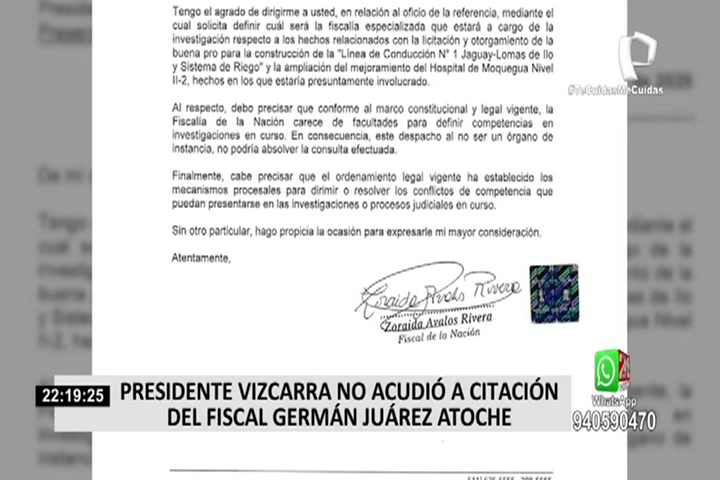 Tengo el agrado de dirigirme a usted, en relación al oficio de la referencia, mediante el
cual solicita definir cuál será la fiscalía especializada que estará a cargo de la
investigación respecto a los hechos relacionados con la licitación y otorgamiento de la
buena pro para la construcción de la "Línea de Conducción N° 1 Jaguay-Lomas de Ilo
y Sistema de Riego" y la ampliación del mejoramiento del Hospital de Moquegua Nivel
II-2, hechos en los que estaría presuntamente involucrado.
#TeCuidasMeCuidas
Al respecto, debo precisar que conforme al marco constitucional y legal vigente, la
Fiscalía de la Nación carece de facultades para definir competencias en
investigaciones en curso. En consecuencia, este despacho al no ser un órgano de
instancia, no podría absolver la consulta efectuada.
Finalmente, cabe precisar que el ordenamiento legal vigente ha establecido los
mecanismos procesales para dirimir o resolver los conflictos de competencia que
puedan presentarse en las investigaciones o procesos judiciales en curso.
Sin otro particular, hago propicia la ocasión para expresarle mi mayor consideración.
Atentamente,
Zoraida Avalos Rivera
Zoraida Avalos Rivera
Fiscal de la Nación
22:19:25
PRESIDENTE VIZCARRA NO ACUDIÓ A CITACIÓN
DEL FISCAL GERMÁN JUÁREZ ATOCHE
WhatsApp
940590470